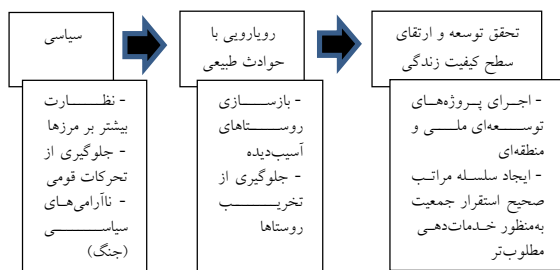 سیاسی
- نظارت
بیشتر بر مرزها
- جلوگیری از
تحرکات قومی
- ناآرامی‌های
سیاسی
(جنگ)
رویارویی با
حوادث طبیعی
- بازسازی
روستاهای
آسیب‌دیده
- جلوگیری از
تخریب
روستاها
تحقق توسعه و ارتقای
سطح کیفیت زندگی
- اجرای پروژه‌های
توسعه‌ای ملی و
منطقه‌ای
- ایجاد سلسله مراتب
صحیح استقرار جمعیت
به‌منظور خدمات‌دهی
مطلوب‌تر